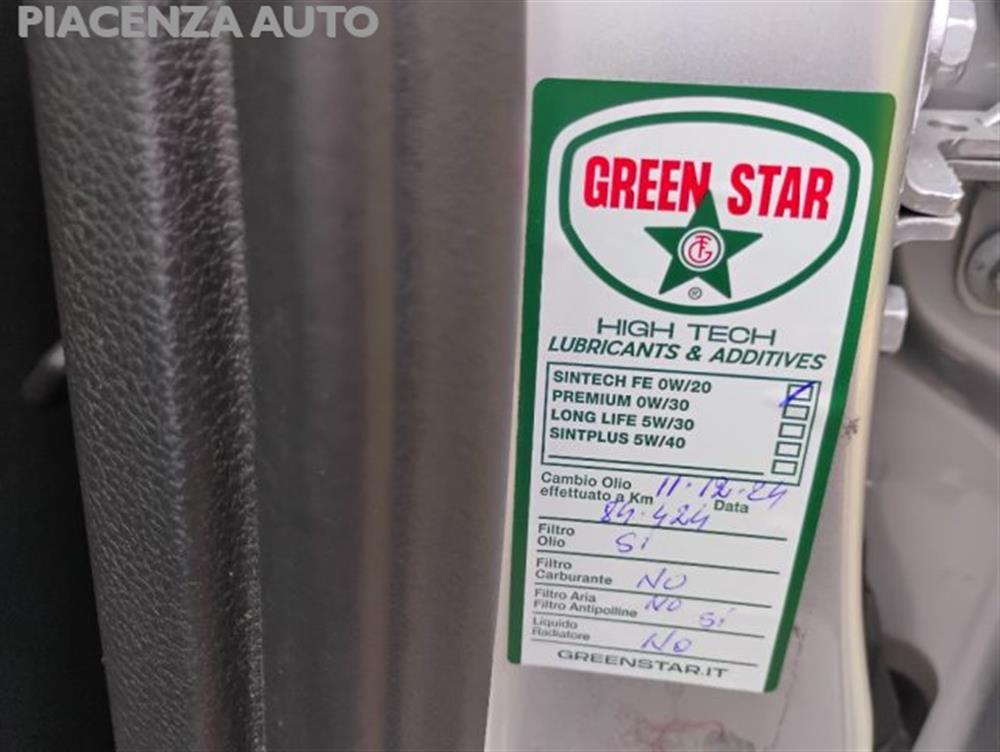 PIACENZA AUTO
GREEN STAR
®
HIGH TECH
LUBRICANTS & ADDITIVES
SINTECH FE 0W/20
PREMIUM 0W/30
LONG LIFE 5W/30
SINTPLUS 5W/40
Cambio Olio 11.12.24
effettuato a Km Data
84.424
Filtro
Olio Si
Filtro
Carburante NO
Filtro Aria NO
Filtro Antipolline Si
Liquido
Radiatore NO
GREENSTAR.IT